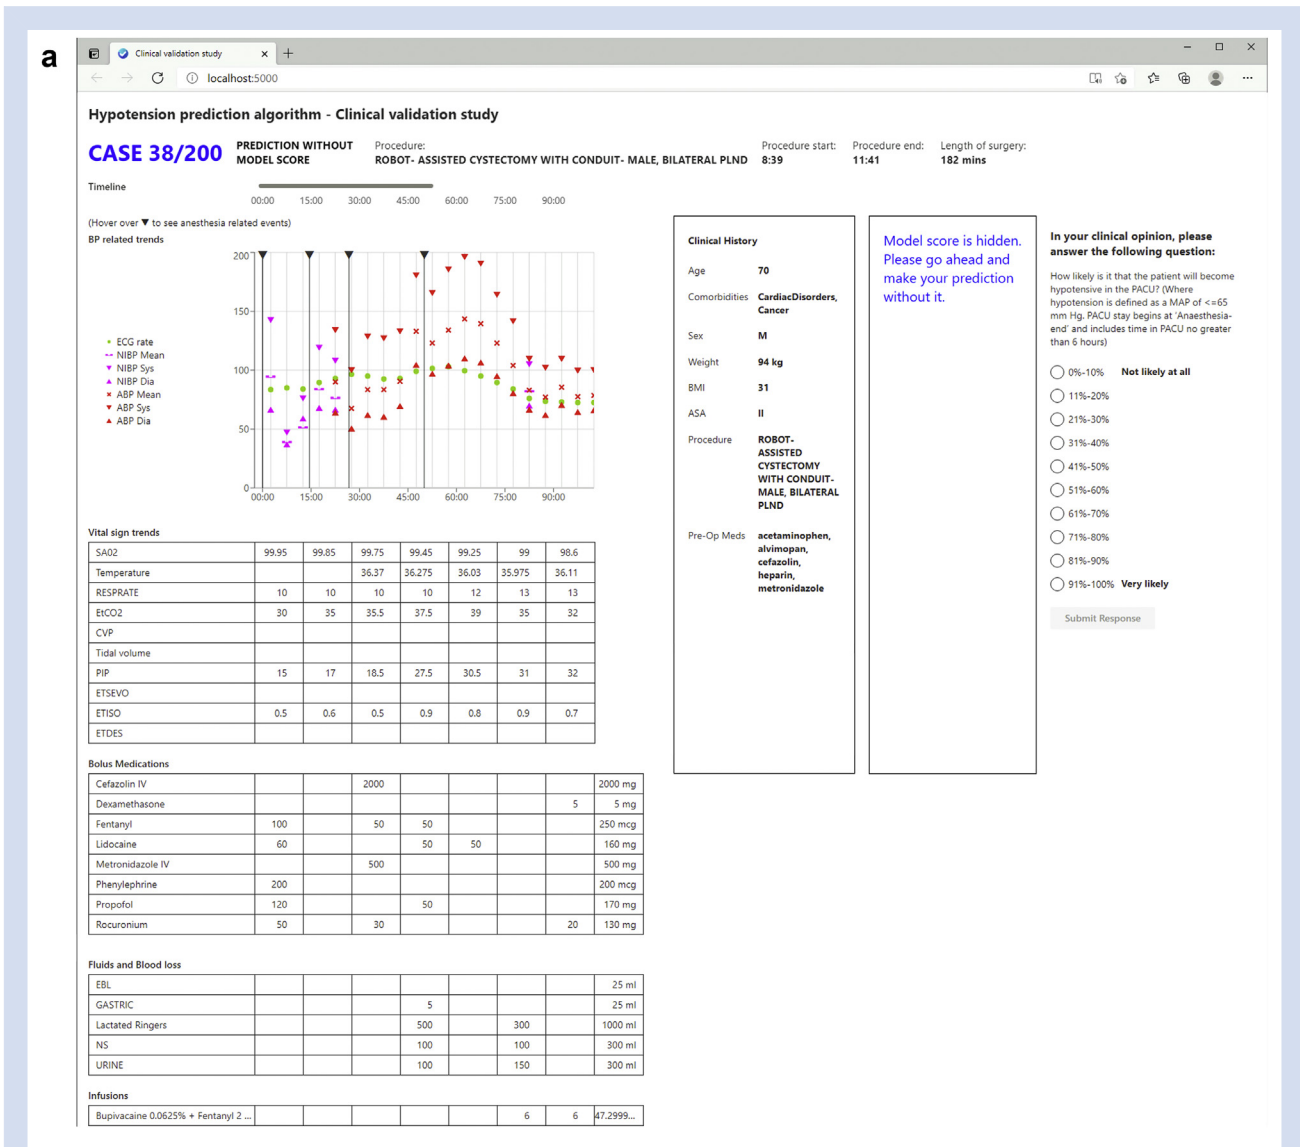 a
Clinical validation study
localhost:5000
Hypotension prediction algorithm - Clinical validation study
CASE 38/200
PREDICTION WITHOUT
MODEL SCORE
Procedure:
ROBOT- ASSISTED CYSTECTOMY WITH CONDUIT- MALE, BILATERAL PLND
Procedure start:
8:39
Procedure end:
11:41
Length of surgery:
182 mins
Timeline
00:00 15:00 30:00 45:00 60:00 75:00 90:00
(Hover over ▼ to see anesthesia related events)
BP related trends
200
150
100
50
0
ECG rate
NIBP Mean
NIBP Sys
NIBP Dia
ABP Mean
ABP Sys
ABP Dia
00:00 15:00 30:00 45:00 60:00 75:00 90:00
Vital sign trends
SAO2 99.95 99.85 99.75 99.45 99.25 99 98.6
Temperature 36.37 36.275 36.03 35.975 36.11
RESPRATE 10 10 10 10 12 13 13
EtCO2 30 35 35.5 37.5 39 35 32
CVP
Tidal volume
PIP 15 17 18.5 27.5 30.5 31 32
ETSEVO
ETISO 0.5 0.6 0.5 0.9 0.8 0.9 0.7
ETDES
Bolus Medications
Cefazolin IV 2000 2000 mg
Dexamethasone 5 5 mg
Fentanyl 100 50 50 250 mcg
Lidocaine 60 50 50 160 mg
Metronidazole IV 500 500 mg
Phenylephrine 200 200 mcg
Propofol 120 50 170 mg
Rocuronium 50 30 20 130 mg
Fluids and Blood loss
EBL 25 ml
GASTRIC 5 25 ml
Lactated Ringers 500 300 1000 ml
NS 100 100 300 ml
URINE 100 150 300 ml
Infusions
Bupivacaine 0.0625% + Fentanyl 2 ... 6 6 47.2999...
Clinical History
Age 70
Comorbidities CardiacDisorders,
Cancer
Sex M
Weight 94 kg
BMI 31
ASA II
Procedure ROBOT-
ASSISTED
CYSTECTOMY
WITH CONDUIT-
MALE, BILATERAL
PLND
Pre-Op Meds acetaminophen,
alvimopan,
cefazolin,
heparin,
metronidazole
Model score is hidden.
Please go ahead and
make your prediction
without it.
In your clinical opinion, please
answer the following question:
How likely is it that the patient will become
hypotensive in the PACU? (Where
hypotension is defined as a MAP of <=65
mm Hg. PACU stay begins at 'Anaesthesia-
end' and includes time in PACU no greater
than 6 hours)
0%-10% Not likely at all
11%-20%
21%-30%
31%-40%
41%-50%
51%-60%
61%-70%
71%-80%
81%-90%
91%-100% Very likely
Submit Response